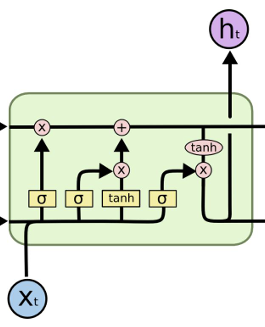 ht
x +
tanh
x x
σ σ tanh σ
Xt